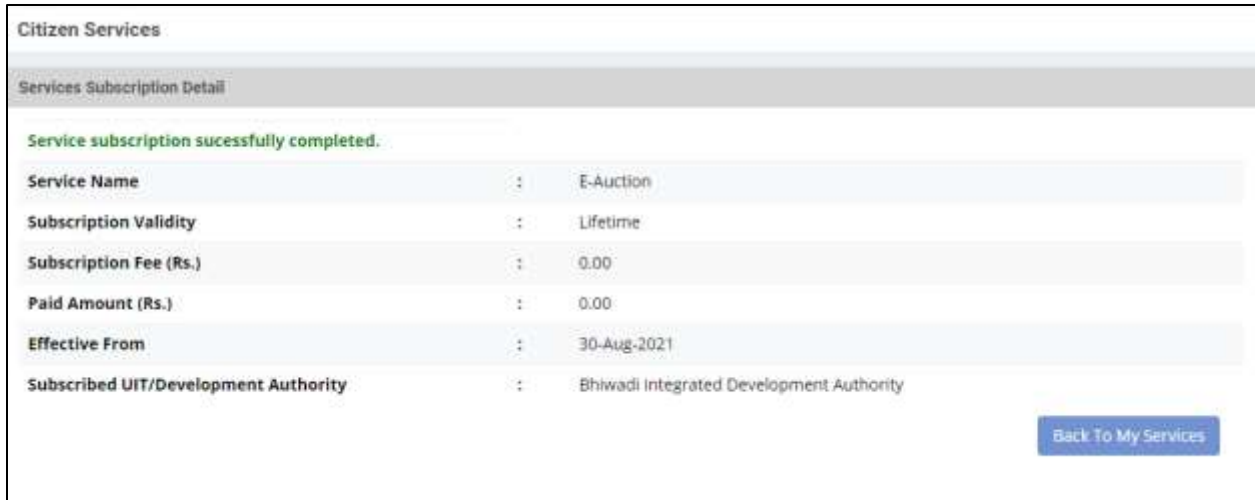 Citizen Services
Services Subscription Detail
Service subscription sucessfully completed.
Service Name : E-Auction
Subscription Validity : Lifetime
Subscription Fee (Rs.) : 0.00
Paid Amount (Rs.) : 0.00
Effective From : 30-Aug-2021
Subscribed UIT/Development Authority : Bhiwadi Integrated Development Authority
Back To My Services